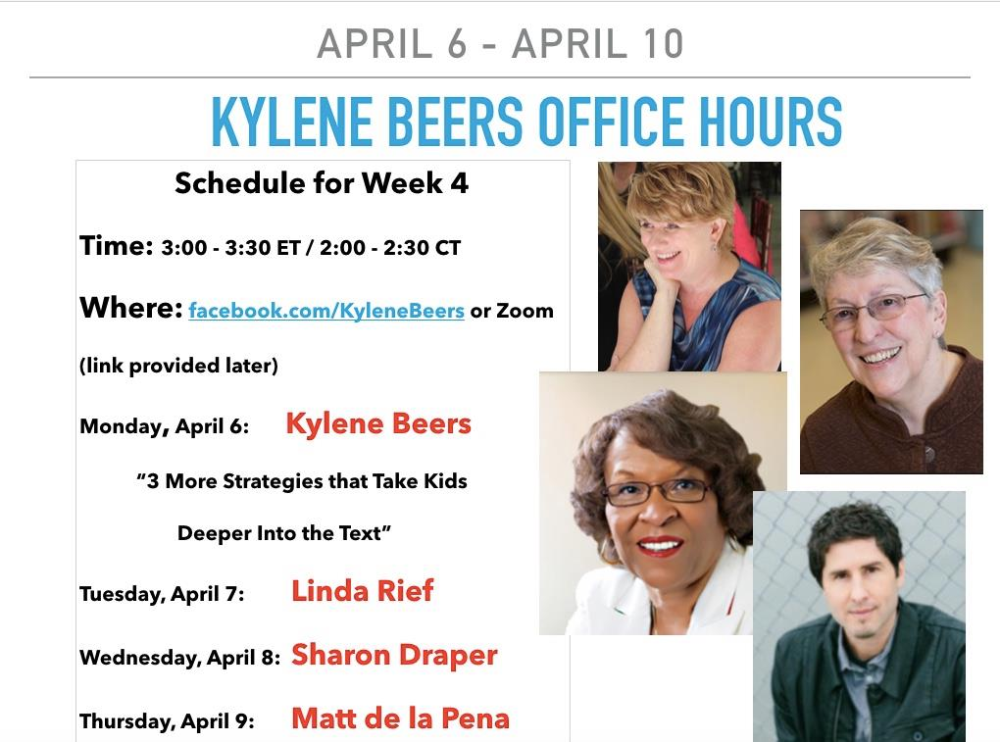 APRIL 6 - APRIL 10
KYLENE BEERS OFFICE HOURS
Schedule for Week 4
Time: 3:00 - 3:30 ET / 2:00 - 2:30 CT
Where: facebook.com/KyleneBeers or Zoom
(link provided later)
Monday, April 6: Kylene Beers
"3 More Strategies that Take Kids
Deeper Into the Text"
Tuesday, April 7: Linda Rief
Wednesday, April 8: Sharon Draper
Thursday, April 9: Matt de la Pena